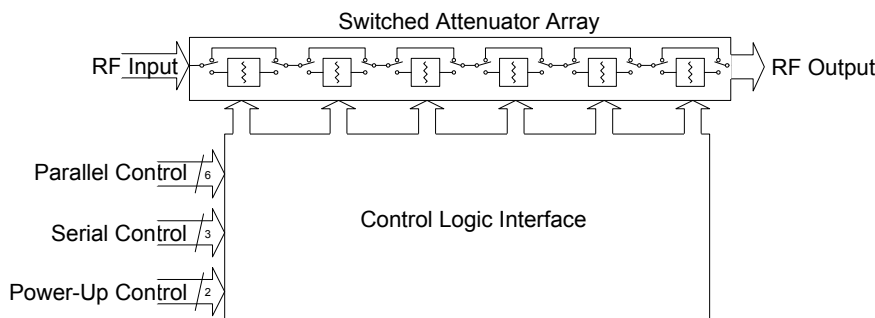 Switched Attenuator Array
RF Input
RF Output
Parallel Control
6
Control Logic Interface
Serial Control
3
Power-Up Control
2